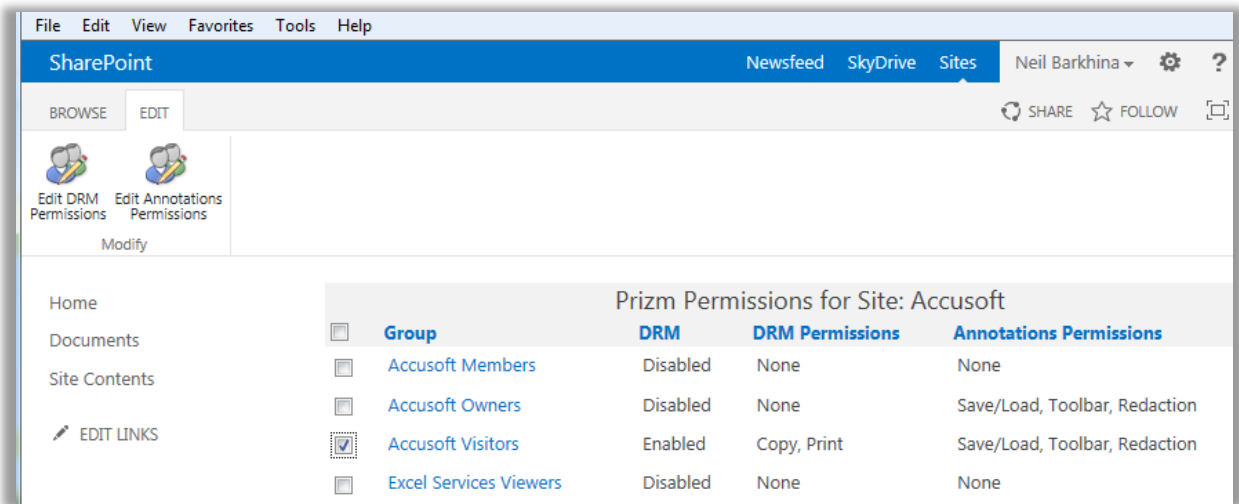 File Edit View Favorites Tools Help
SharePoint Newsfeed SkyDrive Sites Neil Barkhina ?
BROWSE EDIT SHARE FOLLOW
Edit DRM Permissions Edit Annotations Permissions
Modify
Home
Documents
Site Contents
EDIT LINKS
Prizm Permissions for Site: Accusoft
Group DRM DRM Permissions Annotations Permissions
Accusoft Members Disabled None None
Accusoft Owners Disabled None Save/Load, Toolbar, Redaction
Accusoft Visitors Enabled Copy, Print Save/Load, Toolbar, Redaction
Excel Services Viewers Disabled None None